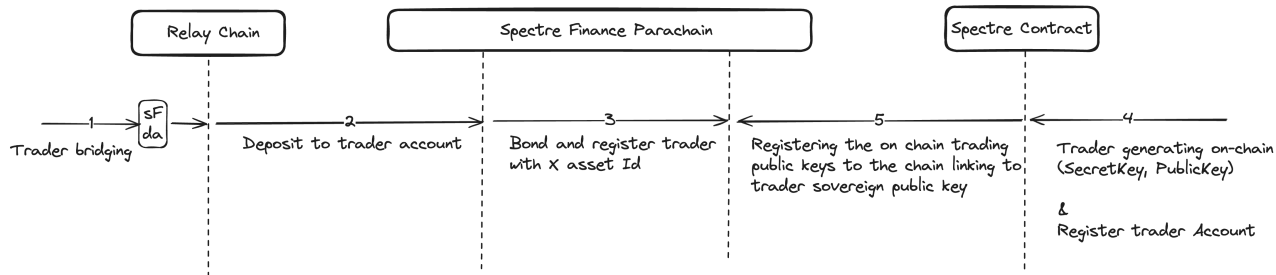 Relay Chain
Spectre Finance Parachain
Spectre Contract
1
sF
da
2
3
5
4
Trader bridging
Deposit to trader account
Bond and register trader
with X asset Id
Registering the on chain trading
public keys to the chain linking to
trader sovereign public key
Trader generating on-chain
(SecretKey, PublicKey)
&
Register trader Account